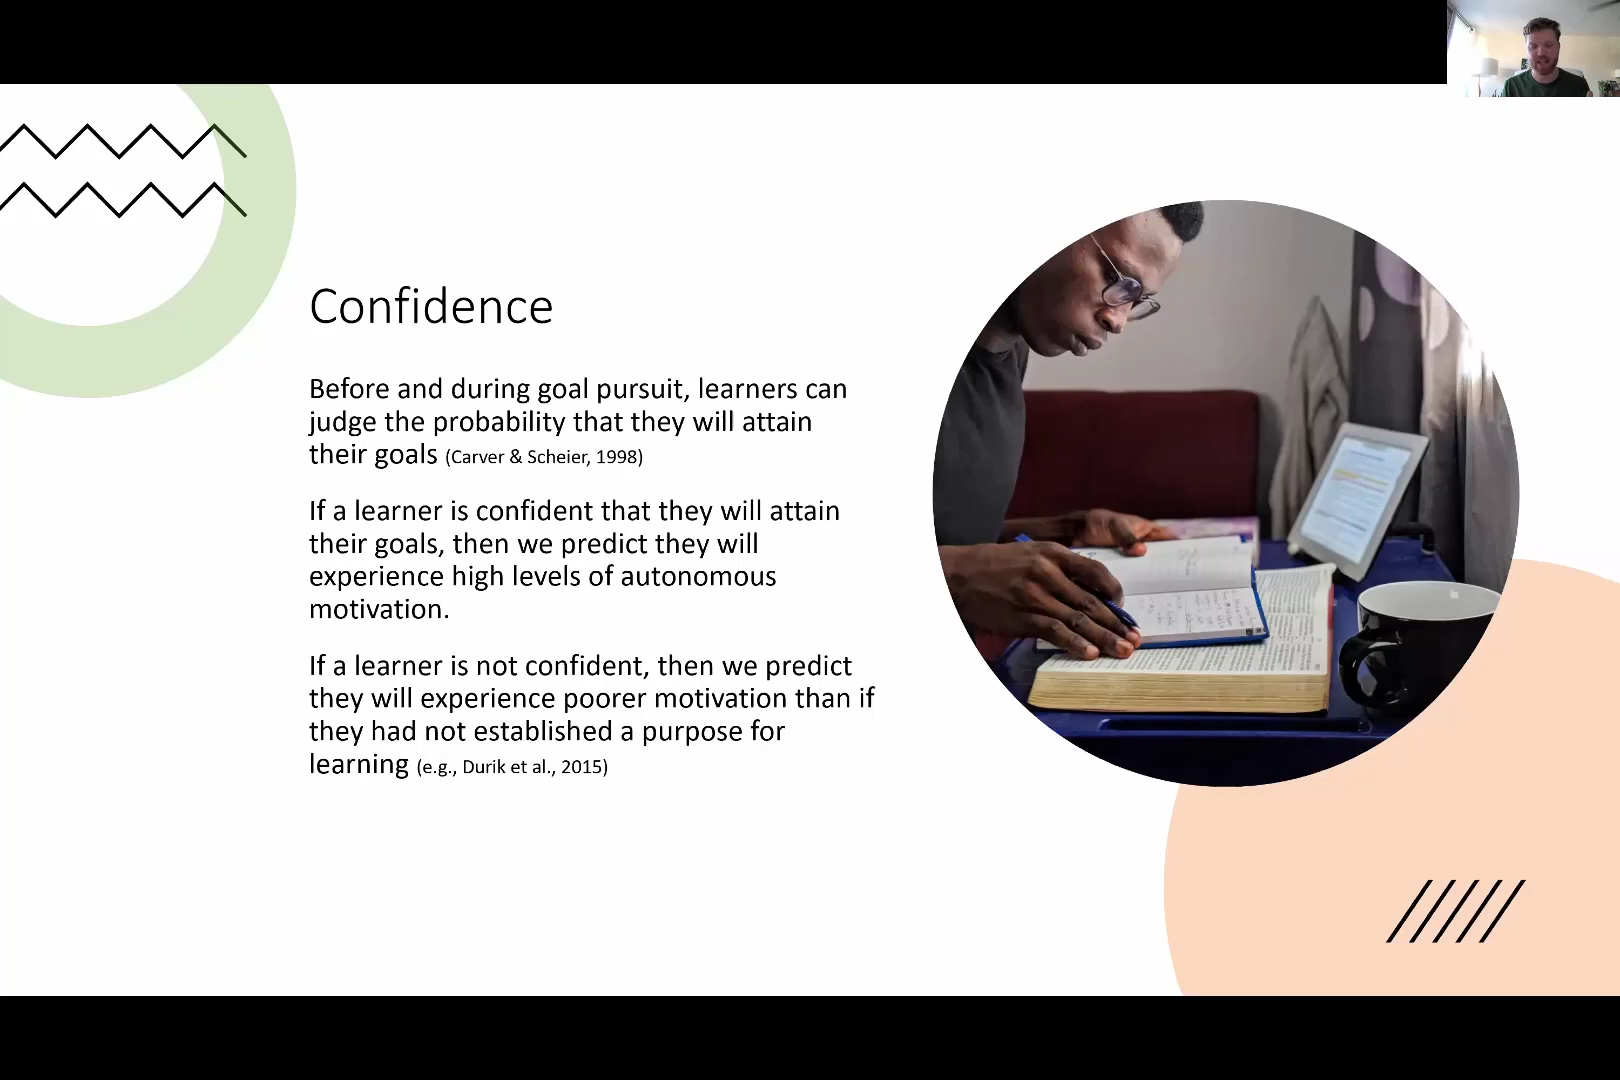 Confidence
Before and during goal pursuit, learners can
judge the probability that they will attain
their goals (Carver & Scheier, 1998)
If a learner is confident that they will attain
their goals, then we predict they will
experience high levels of autonomous
motivation.
If a learner is not confident, then we predict
they will experience poorer motivation than if
they had not established a purpose for
learning (e.g., Durik et al., 2015)